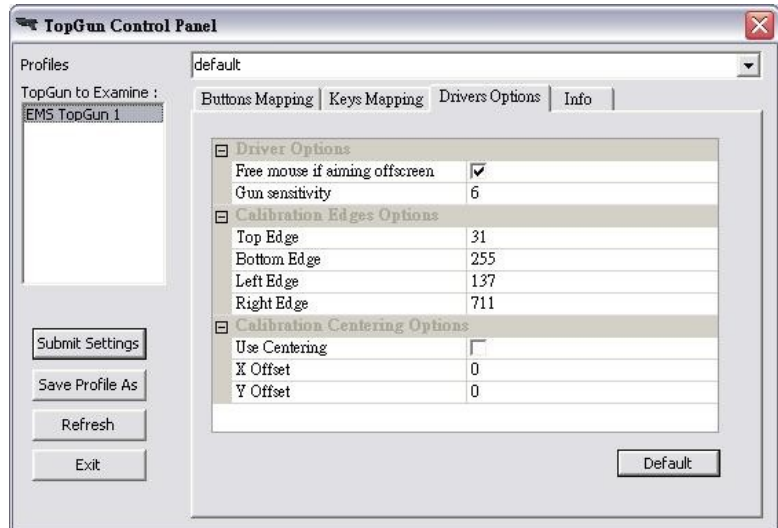 TopGun Control Panel
Profiles
default
TopGun to Examine :
EMS TopGun 1
Buttons Mapping
Keys Mapping
Drivers Options
Info
Driver Options
Free mouse if aiming offscreen
Gun sensitivity 6
Calibration Edges Options
Top Edge 31
Bottom Edge 255
Left Edge 137
Right Edge 711
Calibration Centering Options
Use Centering
X Offset 0
Y Offset 0
Submit Settings
Save Profile As
Refresh
Exit
Default